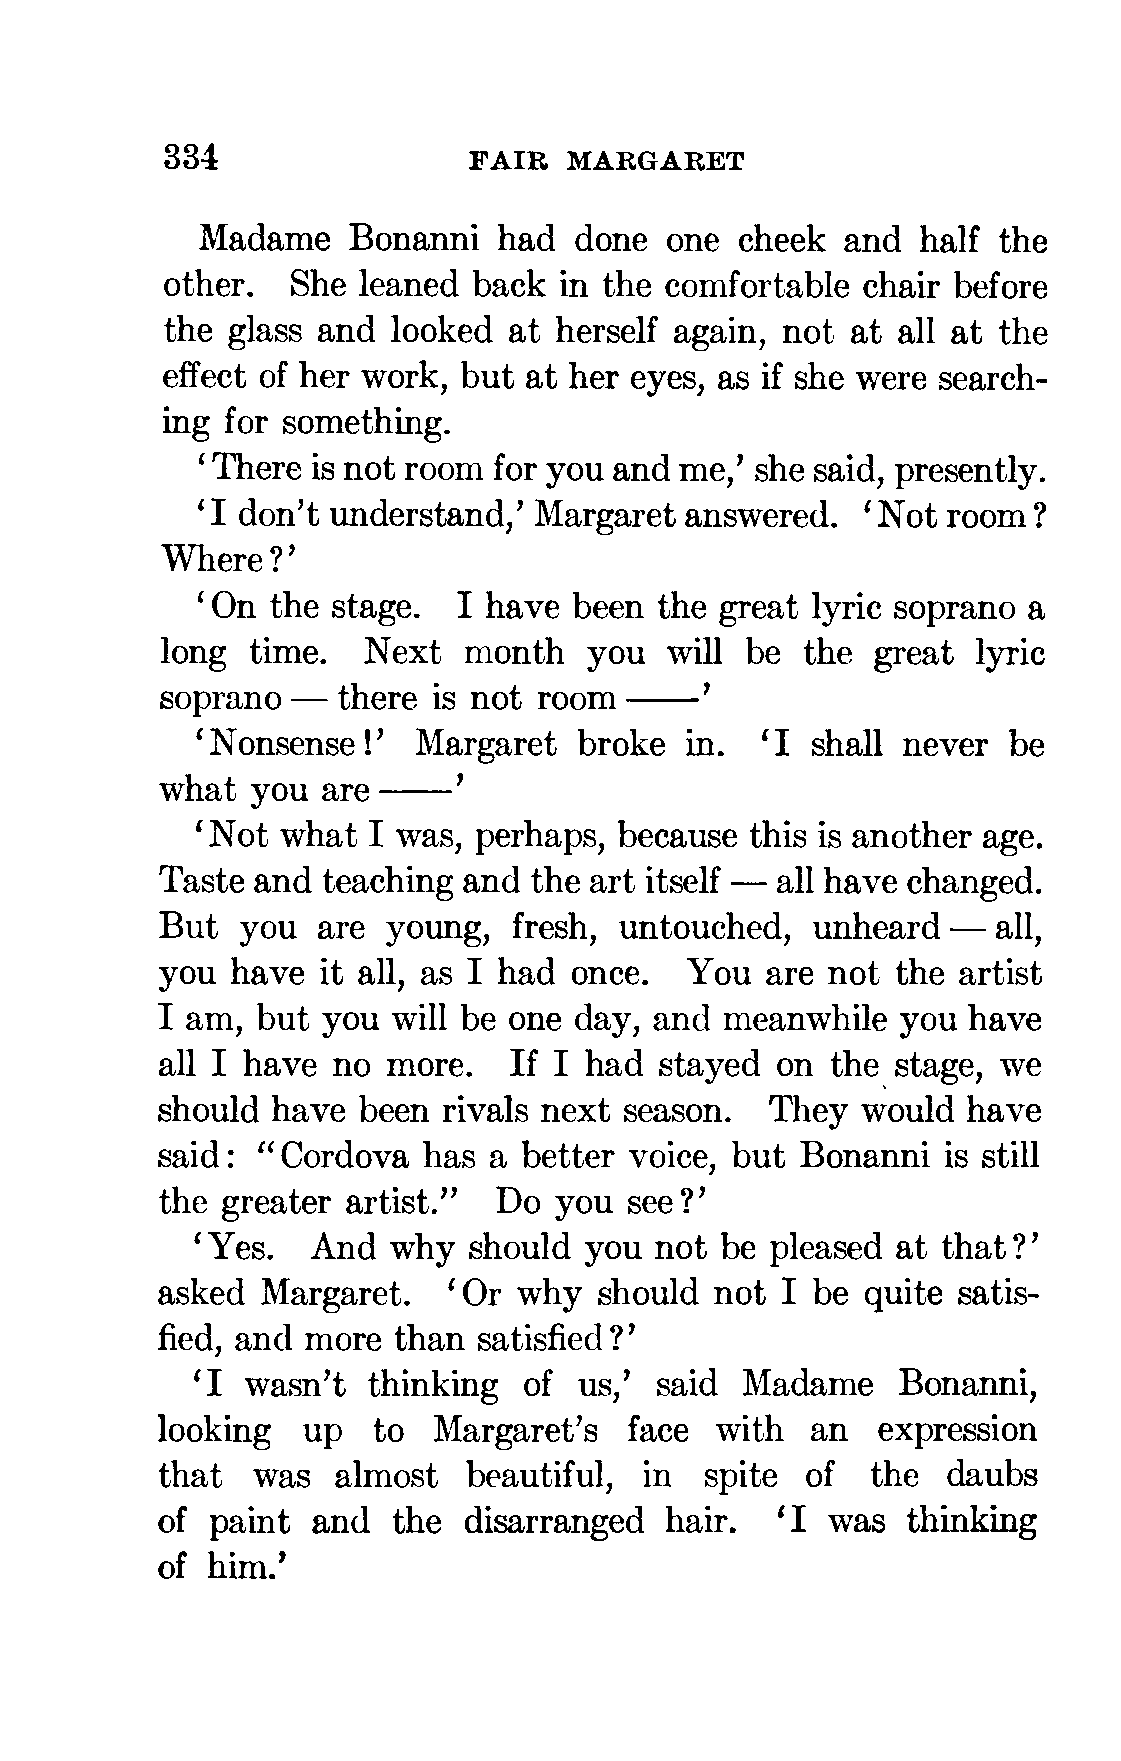 334 FAIR MARGARET
Madame Bonanni had done one cheek and half the
other. She leaned back in the comfortable chair before
the glass and looked at herself again, not at all at the
effect of her work, but at her eyes, as if she were search-
ing for something.
‘There is not room for you and me,’ she said, presently.
‘I don’t understand,’ Margaret answered. ‘Not room?
Where?’
‘On the stage. I have been the great lyric soprano a
long time. Next month you will be the great lyric
soprano — there is not room ——’
‘Nonsense!’ Margaret broke in. ‘I shall never be
what you are ——’
‘Not what I was, perhaps, because this is another age.
Taste and teaching and the art itself — all have changed.
But you are young, fresh, untouched, unheard — all,
you have it all, as I had once. You are not the artist
I am, but you will be one day, and meanwhile you have
all I have no more. If I had stayed on the stage, we
should have been rivals next season. They would have
said: “Cordova has a better voice, but Bonanni is still
the greater artist.” Do you see?’
‘Yes. And why should you not be pleased at that?’
asked Margaret. ‘Or why should not I be quite satis-
fied, and more than satisfied?’
‘I wasn’t thinking of us,’ said Madame Bonanni,
looking up to Margaret’s face with an expression
that was almost beautiful, in spite of the daubs
of paint and the disarranged hair. ‘I was thinking
of him.’